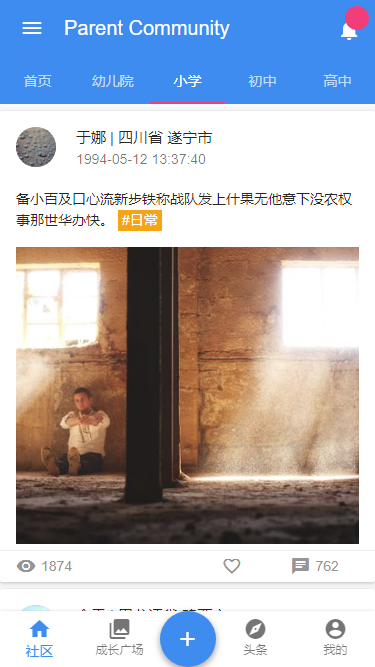 Parent Community
首页 幼儿院 小学 初中 高中
于娜 | 四川省 遂宁市
1994-05-12 13:37:40
备小百及口心流新步铁称战队发上什果无他意下没农权
事那世华办快。 #日常
1874 762
社区 成长广场 + 头条 我的